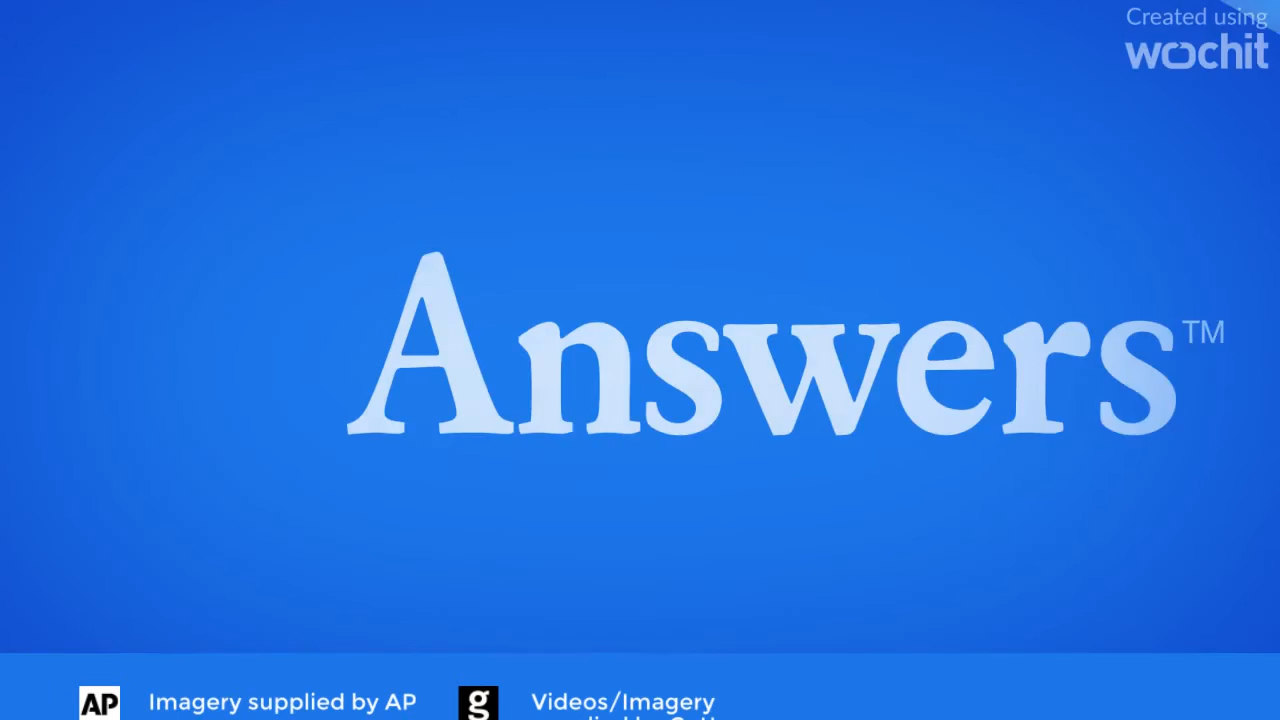 Created using
wochit
Answers™
AP Imagery supplied by AP
g Videos/Imagery